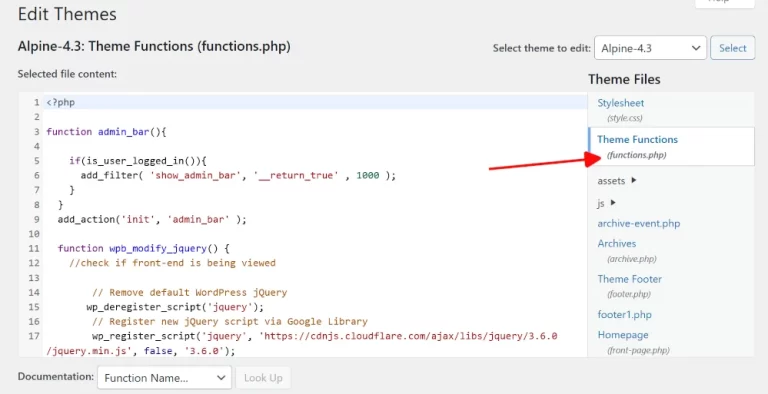 Help
Edit Themes
Alpine-4.3: Theme Functions (functions.php)
Select theme to edit: Alpine-4.3 Select
Selected file content:
Theme Files
1 <?php
2
3 function admin_bar(){
4
5 if(is_user_logged_in()){
6 add_filter( 'show_admin_bar', '__return_true' , 1000 );
7 }
8 }
9 add_action('init', 'admin_bar' );
10
11 function wpb_modify_jquery() {
12 //check if front-end is being viewed
13
14 // Remove default WordPress jQuery
15 wp_deregister_script('jquery');
16 // Register new jQuery script via Google Library
17 wp_register_script('jquery', 'https://cdnjs.cloudflare.com/ajax/libs/jquery/3.6.0
/jquery.min.js', false, '3.6.0');
Stylesheet
(style.css)
Theme Functions
(functions.php)
assets
js
archive-event.php
Archives
(archive.php)
Theme Footer
(footer.php)
footer1.php
Homepage
(front-page.php)
Documentation: Function Name... Look Up